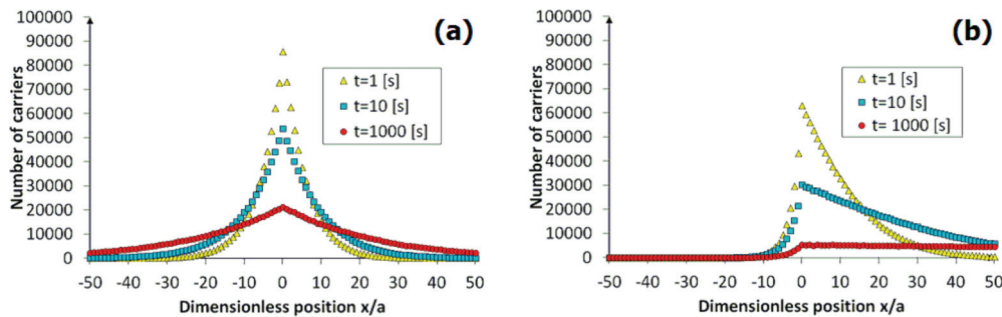 (a)
Number of carriers
100000
90000
80000
70000
60000
50000
40000
30000
20000
10000
0
t=1 [s]
t=10 [s]
t=1000 [s]
-50 -40 -30 -20 -10 0 10 20 30 40 50
Dimensionless position x/a
(b)
Number of carriers
100000
90000
80000
70000
60000
50000
40000
30000
20000
10000
0
t=1 [s]
t=10 [s]
t= 1000 [s]
-50 -40 -30 -20 -10 0 10 20 30 40 50
Dimensionless position x/a